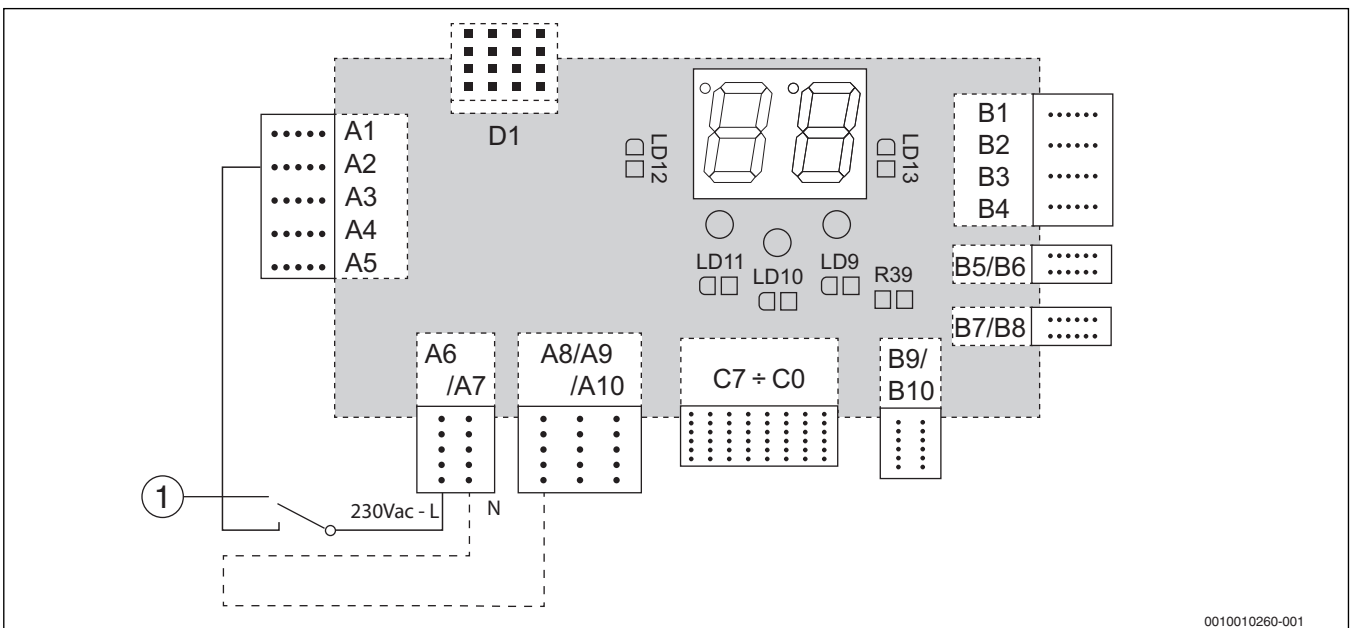 D1
A1
A2
A3
A4
A5
LD12
LD13
LD11
LD10
LD9
R39
B1
B2
B3
B4
B5/B6
B7/B8
A6
/A7
A8/A9
/A10
C7 ÷ C0
B9/
B10
1
230Vac - L
N
0010010260-001